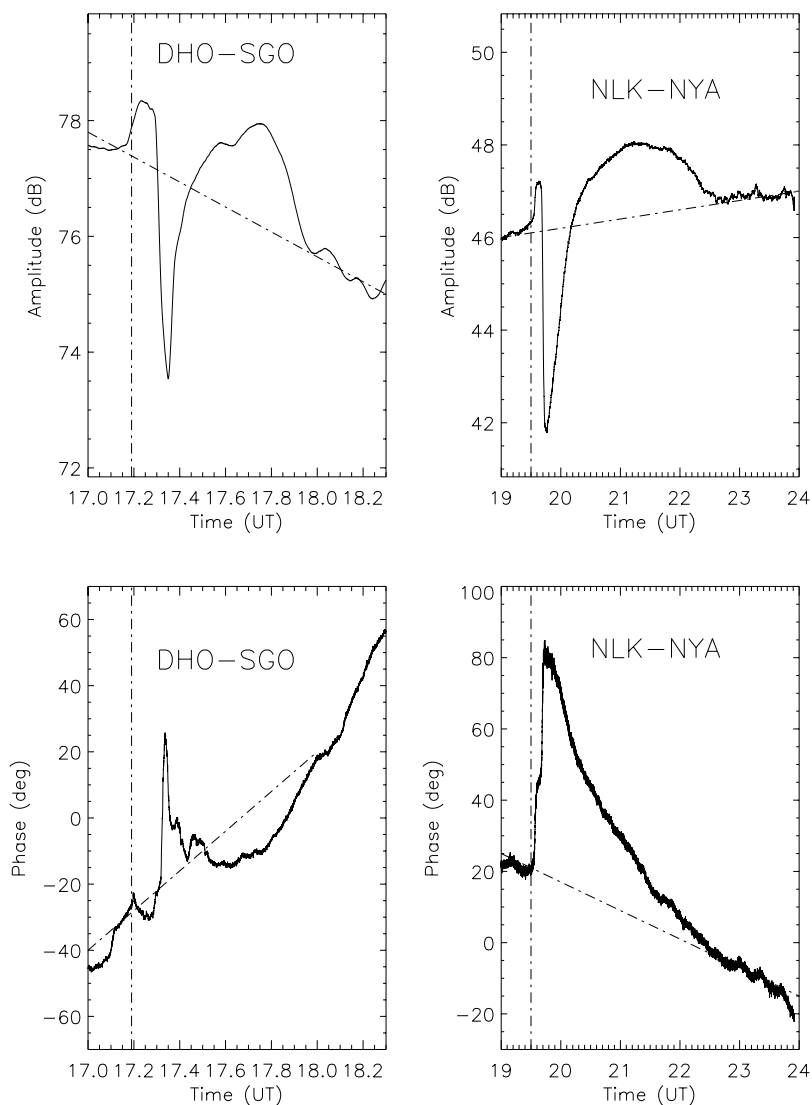 DHO−SGO
78
76
74
72
Amplitude (dB)
17.0 17.2 17.4 17.6 17.8 18.0 18.2
Time (UT)
NLK−NYA
50
48
46
44
42
Amplitude (dB)
19 20 21 22 23 24
Time (UT)
DHO−SGO
60
40
20
0
−20
−40
−60
Phase (deg)
17.0 17.2 17.4 17.6 17.8 18.0 18.2
Time (UT)
NLK−NYA
100
80
60
40
20
0
−20
Phase (deg)
19 20 21 22 23 24
Time (UT)